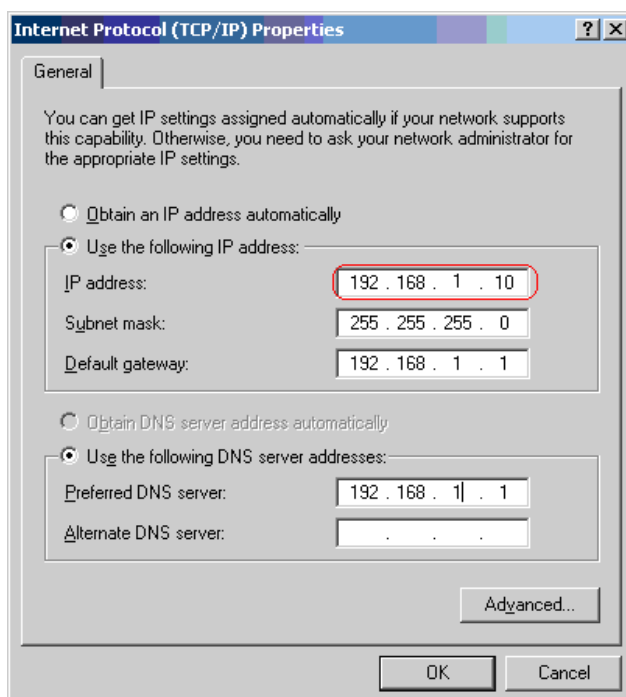 Internet Protocol (TCP/IP) Properties
General
You can get IP settings assigned automatically if your network supports
this capability. Otherwise, you need to ask your network administrator for
the appropriate IP settings.
Obtain an IP address automatically
Use the following IP address:
IP address: 192 . 168 . 1 . 10
Subnet mask: 255 . 255 . 255 . 0
Default gateway: 192 . 168 . 1 . 1
Obtain DNS server address automatically
Use the following DNS server addresses:
Preferred DNS server: 192 . 168 . 1 . 1
Alternate DNS server: . . .
Advanced...
OK Cancel